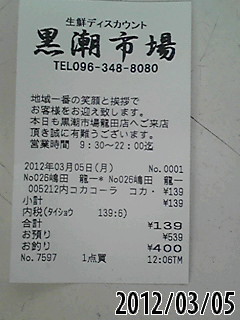 生鮮ディスカウント
黒潮市場
TEL096-348-8080
地域一番の笑顔と挨拶で
お客様をお迎え致します。
本日も黒潮市場龍田店へご来店
頂き誠に有難うございます。
営業時間 9:30~22:00迄
2012年03月05日(月) No.0001
No026嶋田 龍一* No026嶋田 龍一
005212内コカコーラ コカ・ ¥139
小計 ¥139
内税(タイショウ 139:6)
合計 ¥139
お預り ¥539
お釣り ¥400
No.7597 1点買 12:06TM
2012/03/05